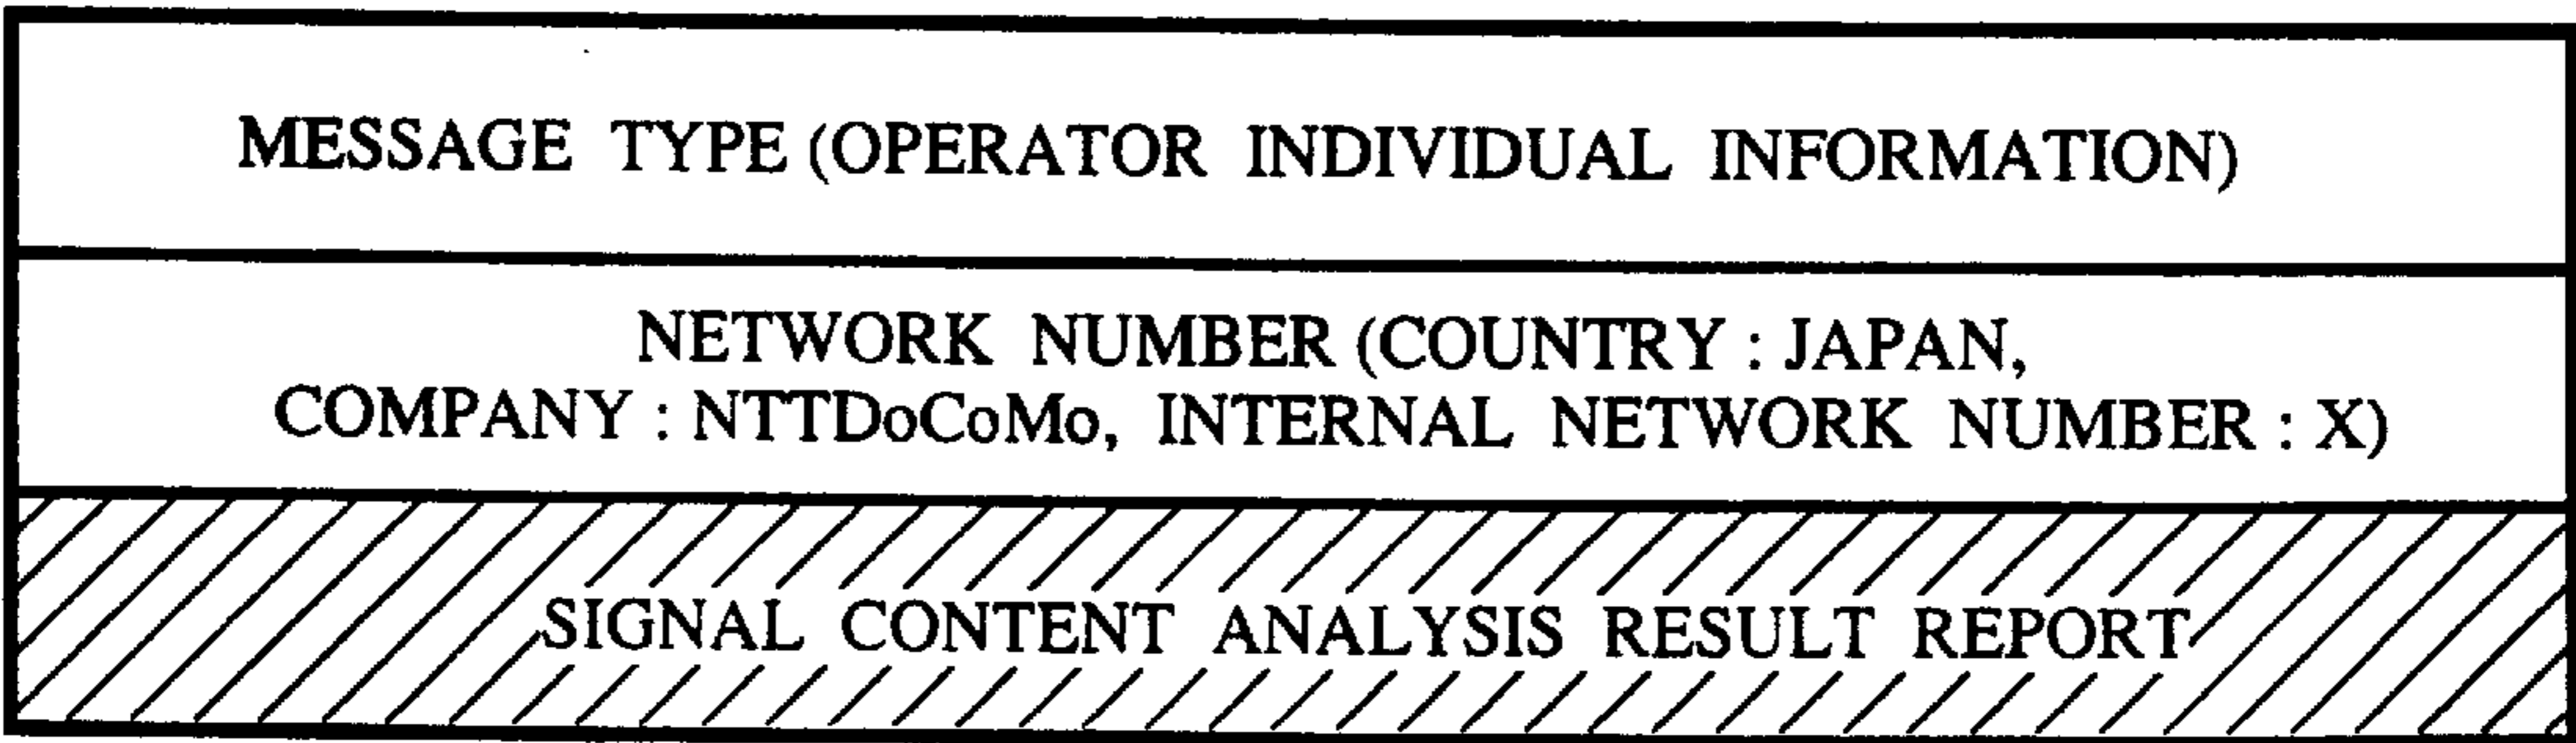 MESSAGE TYPE (OPERATOR INDIVIDUAL INFORMATION)
NETWORK NUMBER (COUNTRY : JAPAN,
COMPANY : NTTDoCoMo, INTERNAL NETWORK NUMBER : X)
SIGNAL CONTENT ANALYSIS RESULT REPORT